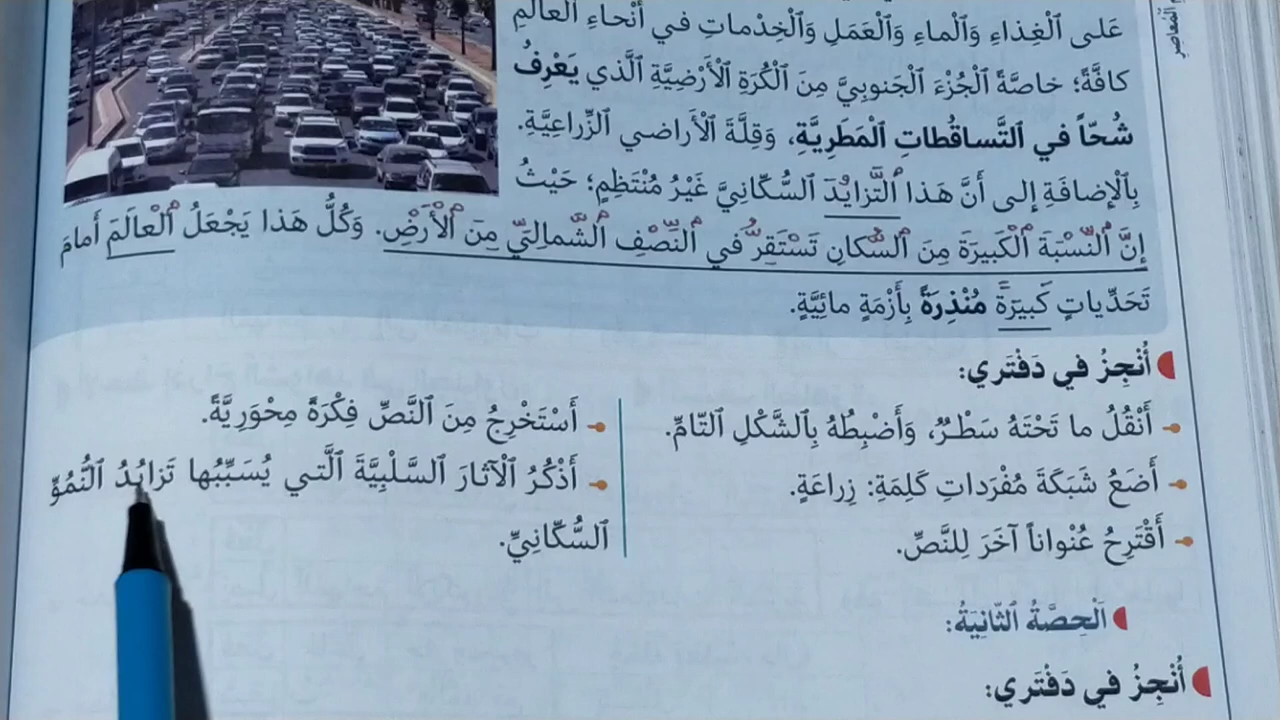 عَلى ٱلْغِذاءِ وَٱلْماءِ وَٱلْعَمَلِ وَٱلْخِدْماتِ في أَنْحاءِ ٱلْعالَمِ
كافَّةً؛ خاصَّةً ٱلْجُزْءَ ٱلْجَنوبِيَّ مِنَ ٱلْكُرَةِ ٱلْأَرْضِيَّةِ ٱلَّذي يَعْرِفُ
شُحّاً في ٱلتَّساقُطاتِ ٱلْمَطَرِيَّةِ، وَقِلَّةَ ٱلْأَراضي ٱلزِّراعِيَّةِ.
بِٱلْإِضافَةِ إِلى أَنَّ هَذا ٱلتَّزايُدَ ٱلسُّكّانِيَّ غَيْرُ مُنْتَظِمٍ؛ حَيْثُ
إِنَّ ٱلنِّسْبَةَ ٱلْكَبيرَةَ مِنَ ٱلسُّكانِ تَسْتَقِرُّ في ٱلنِّصْفِ ٱلشَّمالِيِّ مِنَ ٱلْأَرْضِ. وَكُلُّ هَذا يَجْعَلُ ٱلْعالَمَ أَمامَ
تَحَدِّياتٍ كَبيرَةً مُنْذِرَةً بِأَزْمَةٍ مائِيَّةٍ.
أُنْجِزُ في دَفْتَري:
أَنْقُلُ ما تَحْتَهُ سَطْرٌ، وَأَضْبِطُهُ بِٱلشَّكْلِ ٱلتّامِّ.
أَضَعُ شَبَكَةَ مُفْرَداتِ كَلِمَةِ: زِراعَةٍ.
أَقْتَرِحُ عُنْواناً آخَرَ لِلنَّصِّ.
أَسْتَخْرِجُ مِنَ ٱلنَّصِّ فِكْرَةً مِحْوَرِيَّةً.
أَذْكُرُ ٱلْآثارَ ٱلسَّلْبِيَّةَ ٱلَّتي يُسَبِّبُها تَزايُدُ ٱلنُّمُوِّ
ٱلسُّكّانِيِّ.
اَلْحِصَّةُ ٱلثّانِيَةُ:
أُنْجِزُ في دَفْتَري: